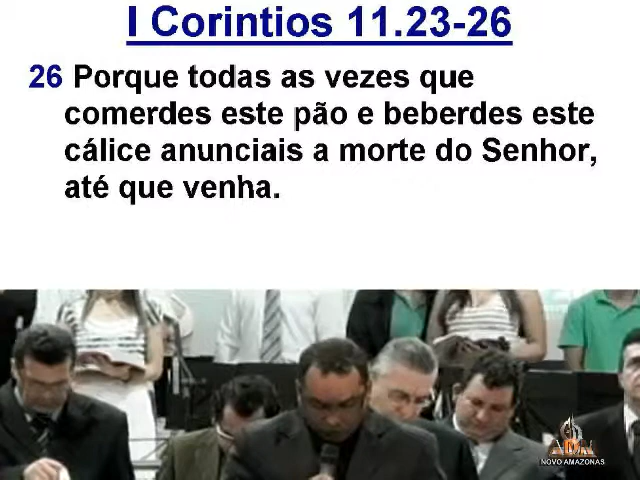 I Corintios 11.23-26
26 Porque todas as vezes que
comerdes este pão e beberdes este
cálice anunciais a morte do Senhor,
até que venha.
NOVO AMAZONAS